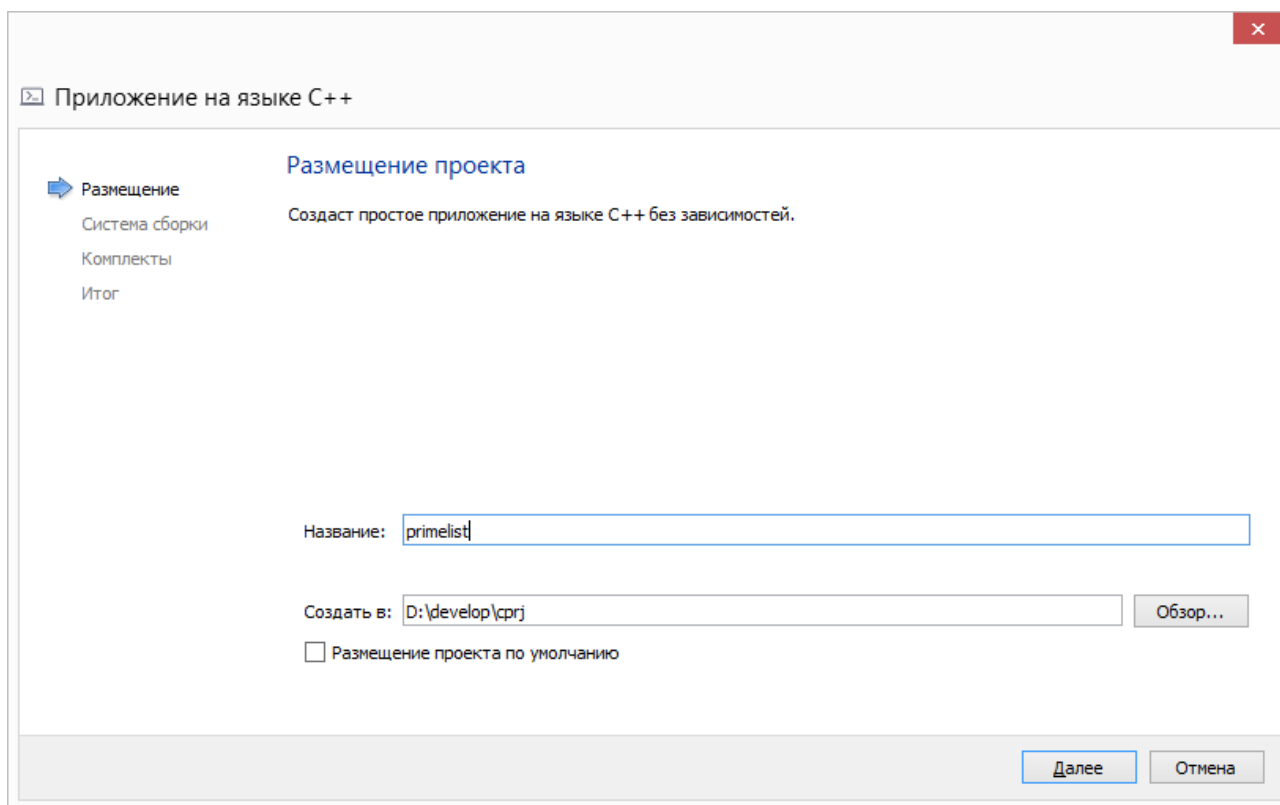 Приложение на языке C++
Размещение проекта
Размещение
Создаст простое приложение на языке C++ без зависимостей.
Система сборки
Комплекты
Итог
Название: primelist
Создать в: D:\develop\cprj Обзор...
Размещение проекта по умолчанию
Далее Отмена